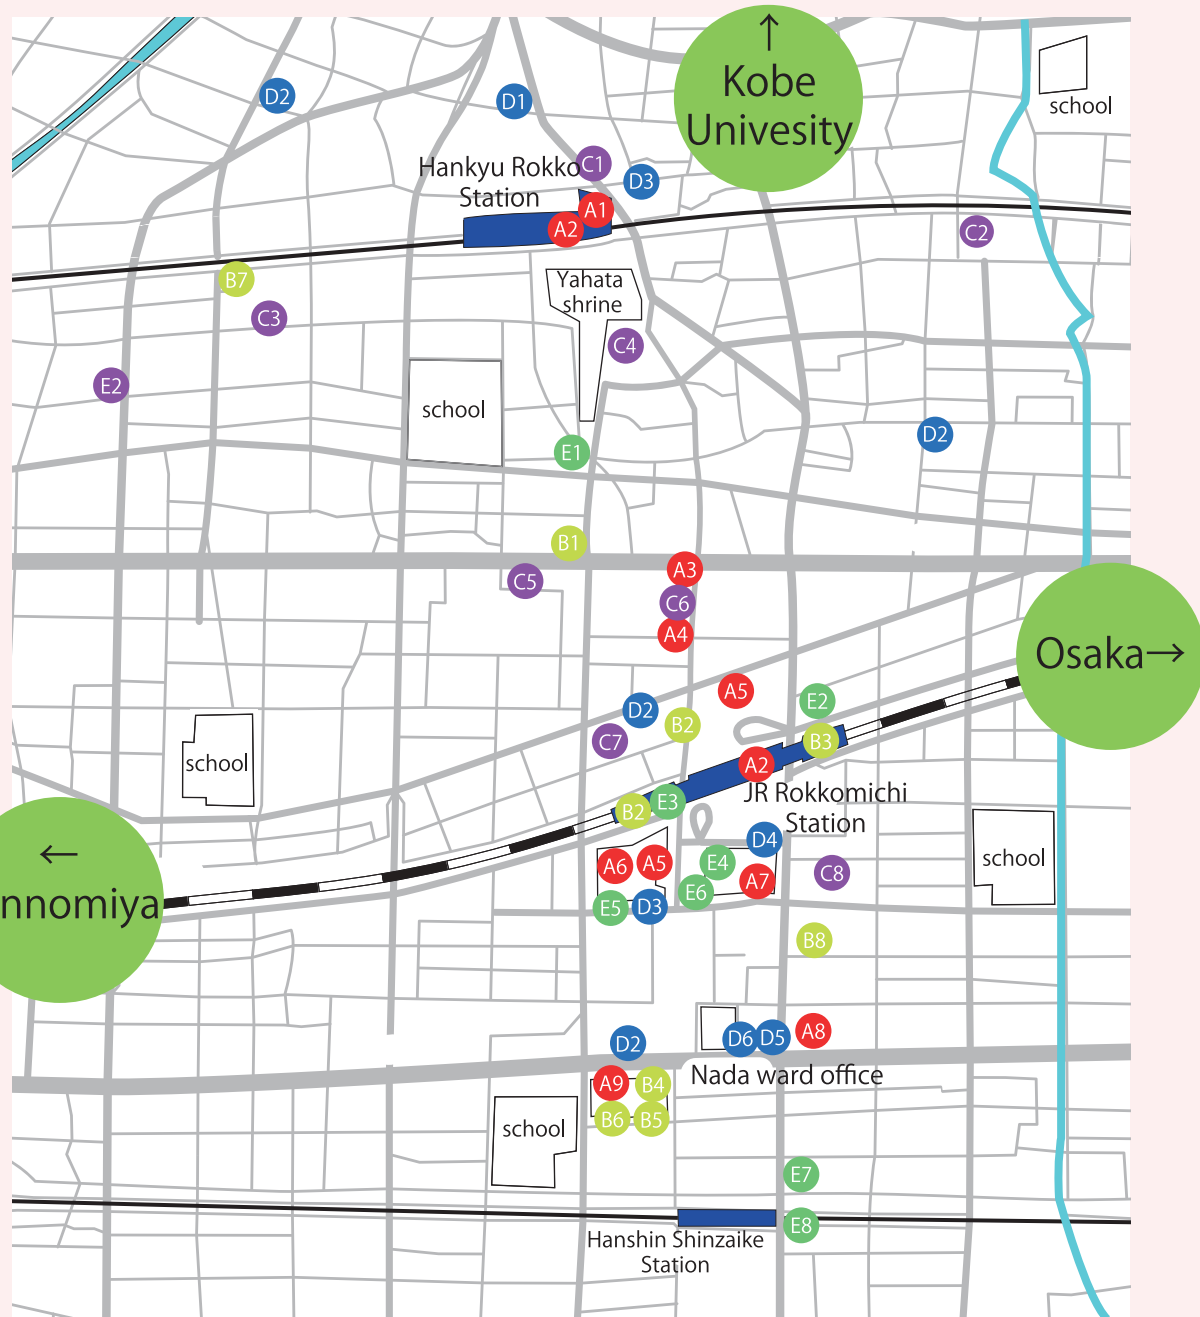 ↑
Kobe
Univesity
school
D2
D1
Hankyu Rokko
Station
C1
D3
A1
A2
C2
B7
Yahata
shrine
C3
C4
E2
school
D2
E1
B1
A3
C5
C6
A4
Osaka→
A5
E2
D2
B2
C7
B3
school
A2
JR Rokkomichi
Station
E3
B2
D4
←
nnomiya
A6
A5
E4
A7
C8
school
E6
E5
D3
B8
D2
D6
D5
A8
Nada ward office
A9
B4
B6
B5
school
E7
E8
Hanshin Shinzaike
Station